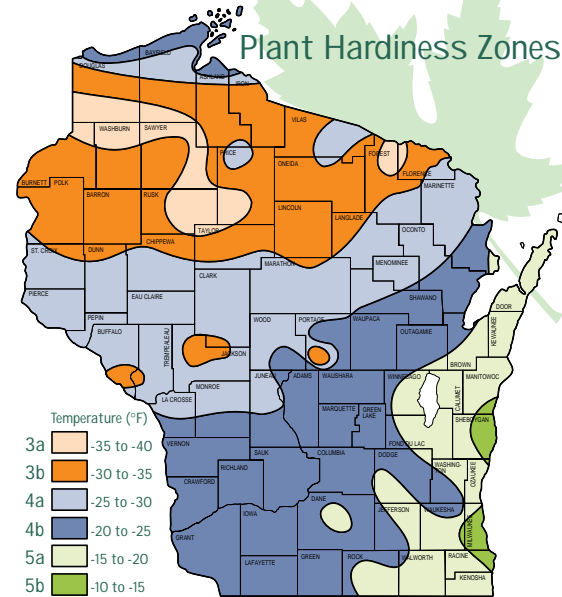 Plant Hardiness Zones
BAYFIELD
DOUGLAS
ASHLAND
IRON
VILAS
WASHBURN
SAWYER
PRICE
ONEIDA
FOREST
FLORENCE
MARINETTE
BURNETT
POLK
BARRON
RUSK
LINCOLN
LANGLADE
TAYLOR
OCONTO
CHIPPEWA
ST. CROIX
DUNN
CLARK
MARATHON
MENOMINEE
PIERCE
EAU CLAIRE
SHAWANO
DOOR
PEPIN
BUFFALO
TREMPEALEAU
WOOD
PORTAGE
WAUPACA
OUTAGAMIE
KEWAUNEE
JACKSON
BROWN
MONROE
JUNEAU
ADAMS
WAUSHARA
WINNEBAGO
CALUMET
MANITOWOC
LA CROSSE
MARQUETTE
GREEN
LAKE
SHEBOYGAN
VERNON
FOND DU LAC
SAUK
COLUMBIA
DODGE
WASHING-
TON
OZAUKEE
RICHLAND
CRAWFORD
DANE
IOWA
JEFFERSON
WAUKESHA
MILWAUKEE
GRANT
LAFAYETTE
GREEN
ROCK
WALWORTH
RACINE
KENOSHA
Temperature (°F)
3a -35 to -40
3b -30 to -35
4a -25 to -30
4b -20 to -25
5a -15 to -20
5b -10 to -15